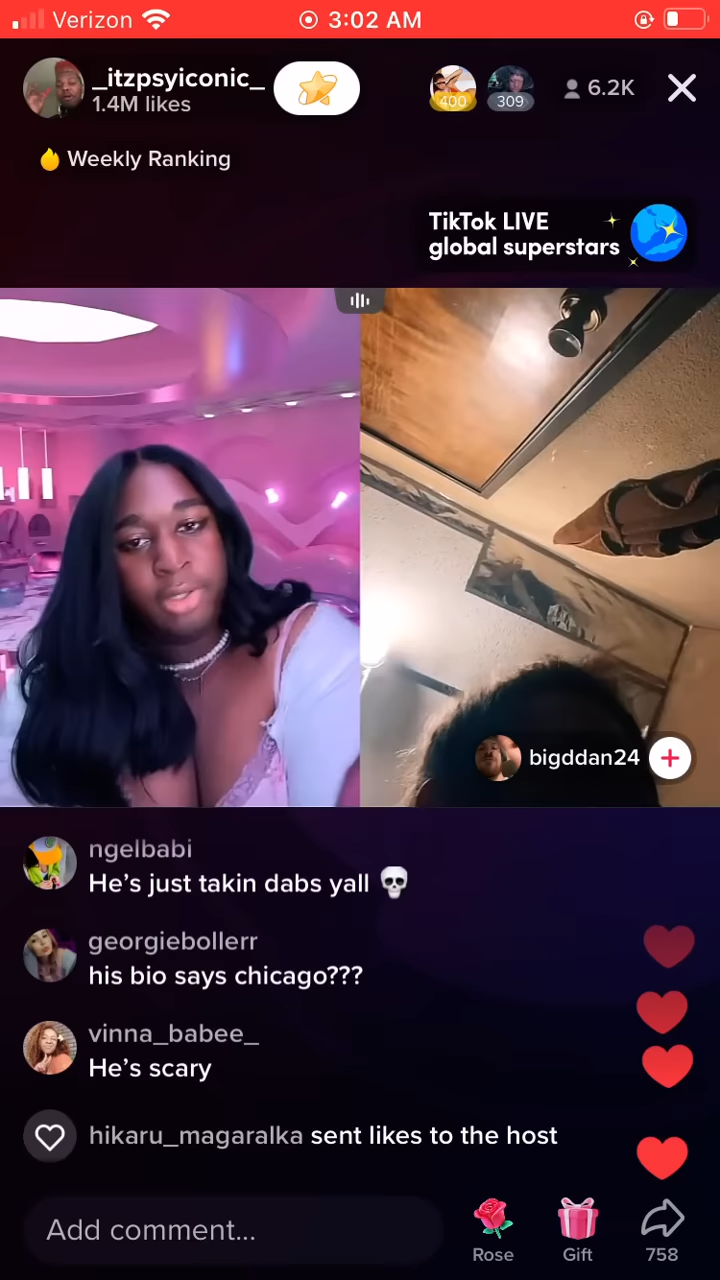 Verizon 3:02 AM
_itzpsyiconic_
1.4M likes
400 309 6.2K
Weekly Ranking
TikTok LIVE
global superstars
bigddan24
ngelbabi
He’s just takin dabs yall 💀
georgiebollerr
his bio says chicago???
vinna_babee_
He’s scary
hikaru_magaralka sent likes to the host
Add comment...
Rose Gift 758